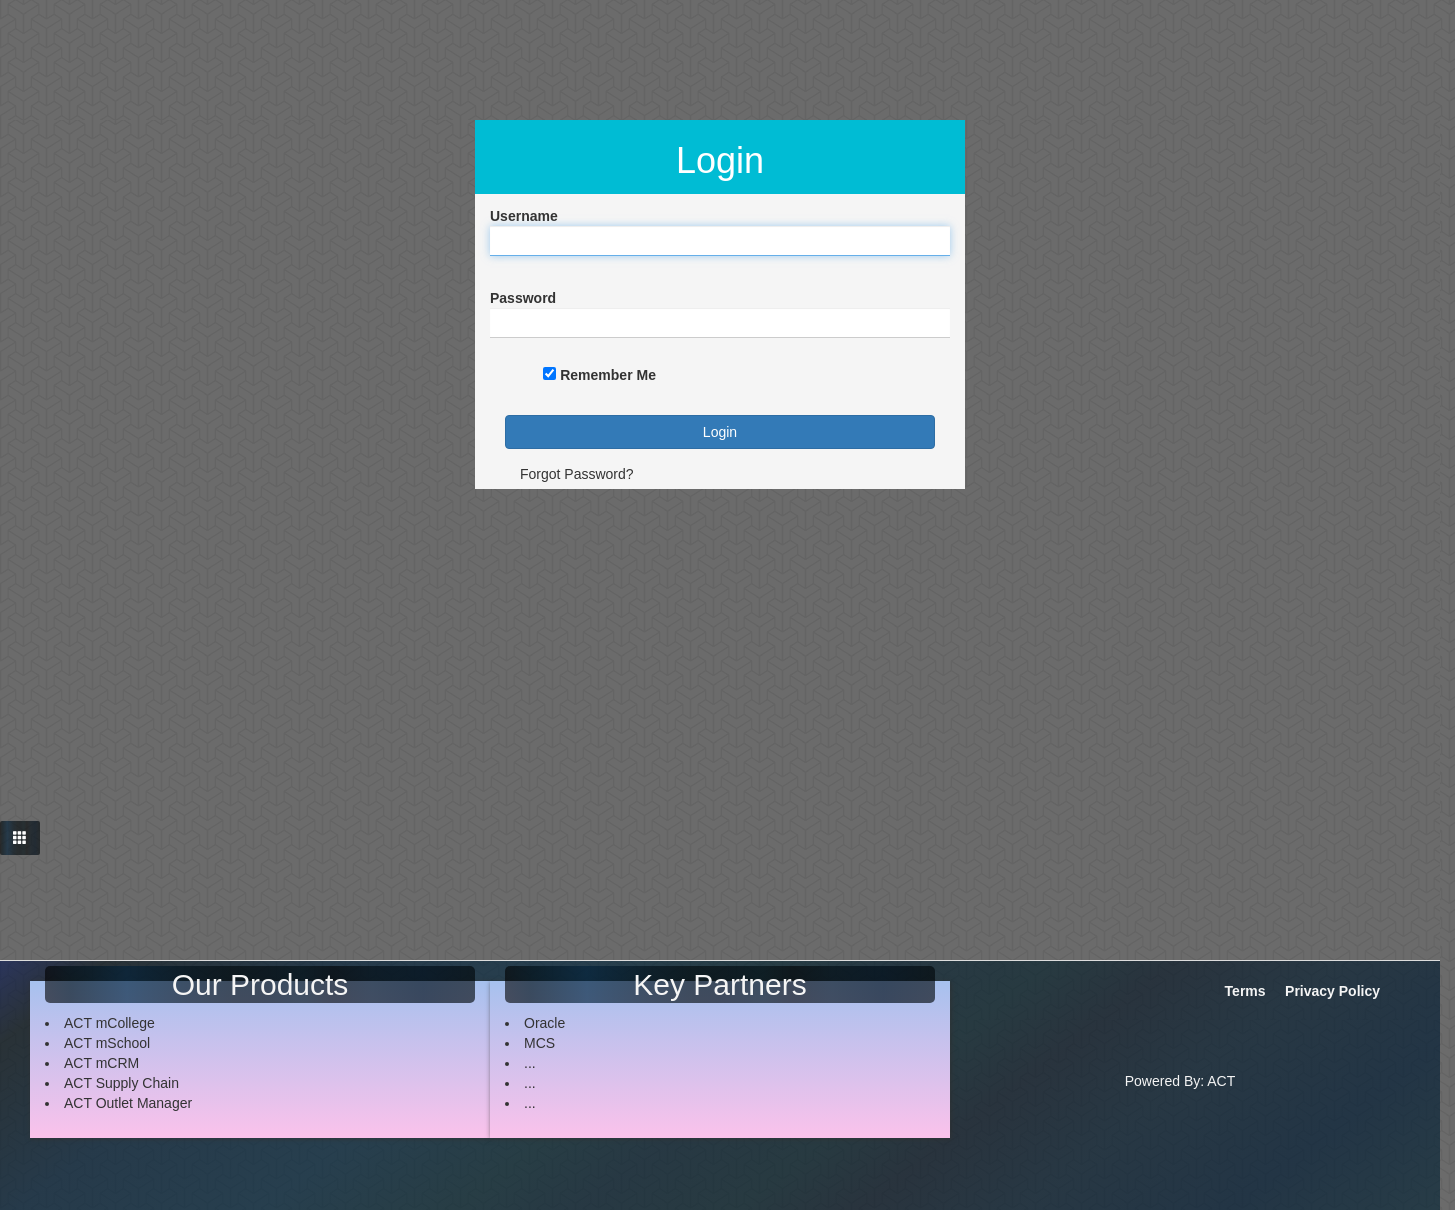 Login
Username
Password
Remember Me
Login
Forgot Password?
Our Products
ACT mCollege
ACT mSchool
ACT mCRM
ACT Supply Chain
ACT Outlet Manager
Key Partners
Oracle
MCS
...
...
...
Terms Privacy Policy
Powered By: ACT